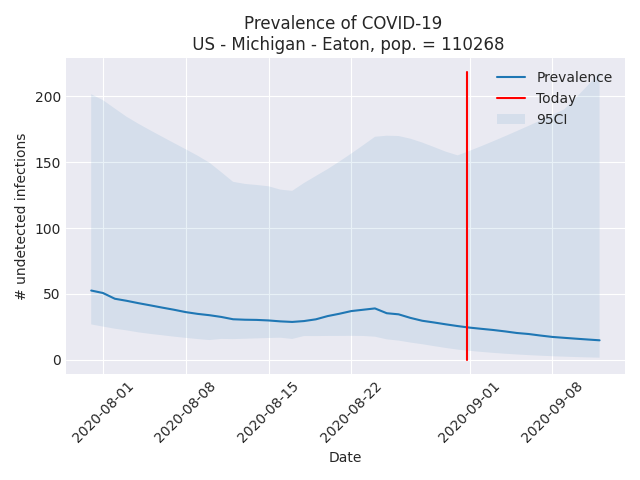 Prevalence of COVID-19
US - Michigan - Eaton, pop. = 110268
Prevalence
Today
95CI
# undetected infections
200
150
100
50
0
2020-08-01
2020-08-08
2020-08-15
2020-08-22
2020-09-01
2020-09-08
Date